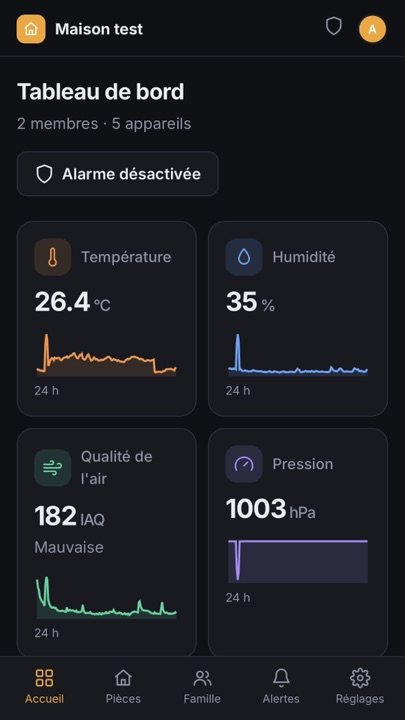 Maison test
A
Tableau de bord
2 membres · 5 appareils
Alarme désactivée
Température
26.4 °C
24 h
Humidité
35 %
24 h
Qualité de
l'air
182 IAQ
Mauvaise
24 h
Pression
1003 hPa
24 h
Accueil
Pièces
Famille
Alertes
Réglages